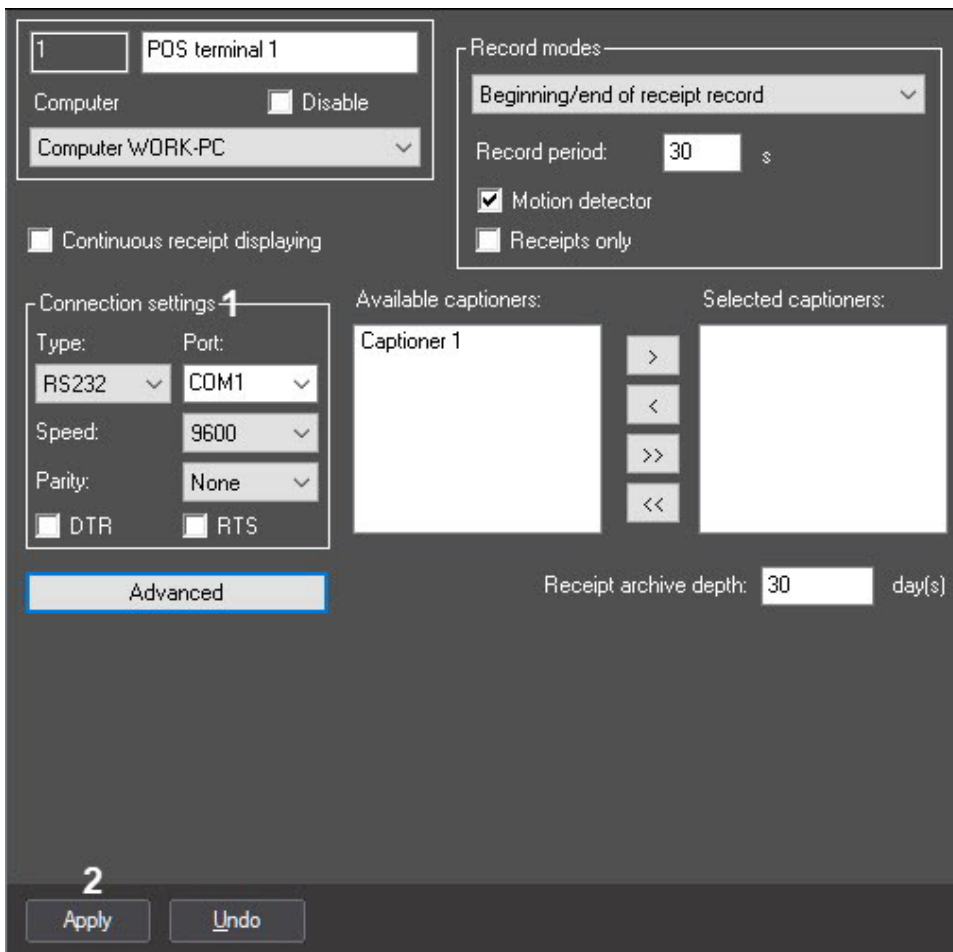 1
POS terminal 1
Computer
Disable
Computer WORK-PC
Continuous receipt displaying
Record modes
Beginning/end of receipt record
Record period: 30 s
Motion detector
Receipts only
Connection settings 1
Type: Port:
RS232 COM1
Speed: 9600
Parity: None
DTR RTS
Advanced
Available captioners:
Captioner 1
>
<
>>
<<
Selected captioners:
Receipt archive depth: 30 day(s)
2
Apply Undo